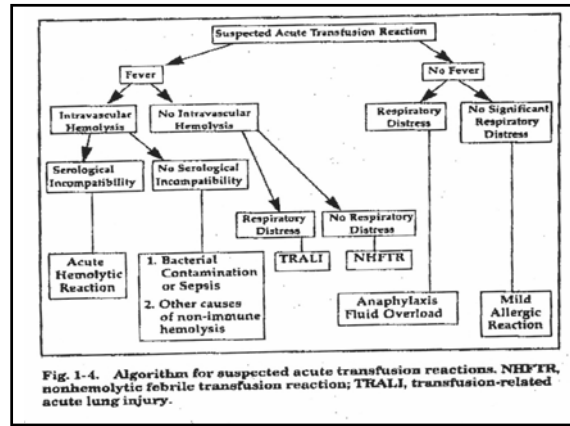 Suspected Acute Transfusion Reaction
Fever
No Fever
Intravascular
Hemolysis
No Intravascular
Hemolysis
Respiratory
Distress
No Significant
Respiratory
Distress
Serological
Incompatibility
No Serological
Incompatibility
Respiratory
Distress
No Respiratory
Distress
Acute
Hemolytic
Reaction
1. Bacterial
Contamination
or Sepsis
2. Other causes
of non-immune
hemolysis
TRALI
NHFTR
Anaphylaxis
Fluid Overload
Mild
Allergic
Reaction
Fig. 1-4. Algorithm for suspected acute transfusion reactions. NHFTR,
nonhemolytic febrile transfusion reaction; TRALI, transfusion-related
acute lung injury.